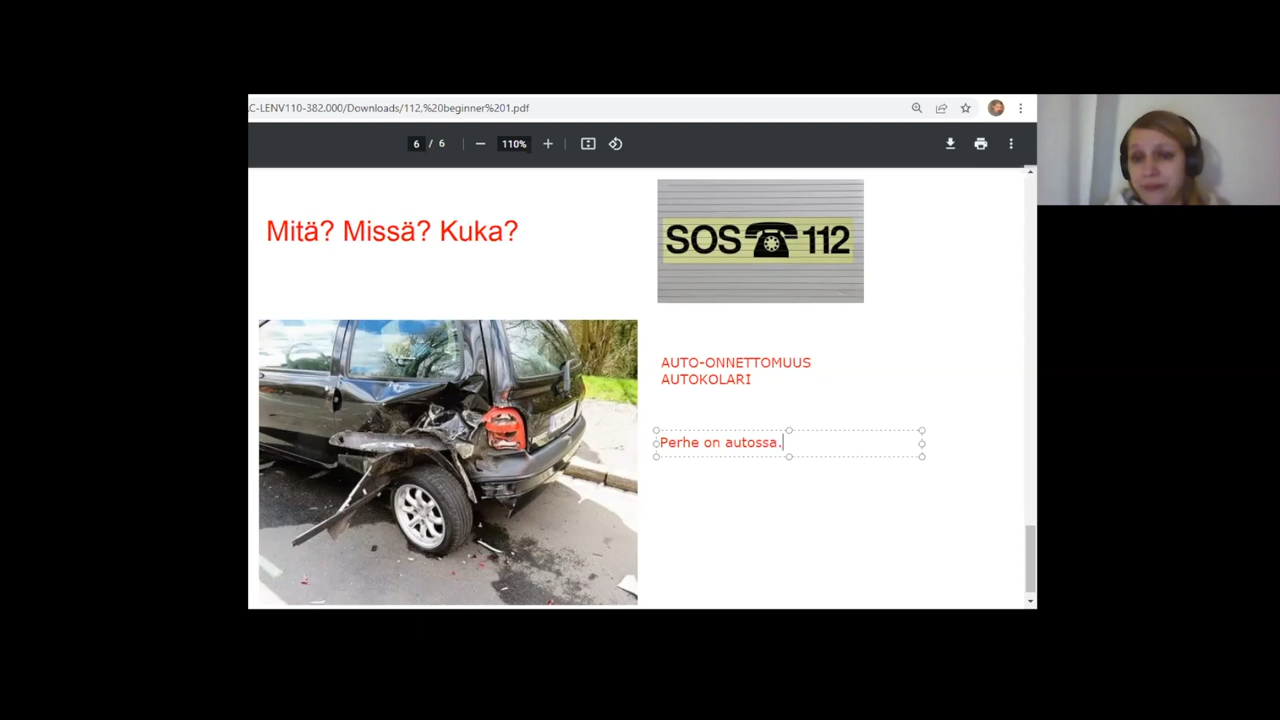 C-LENV110-382.000/Downloads/112,%20beginner%201.pdf
6 / 6
110%
Mitä? Missä? Kuka?
SOS 112
AUTO-ONNETTOMUUS
AUTOKOLARI
Perhe on autossa.